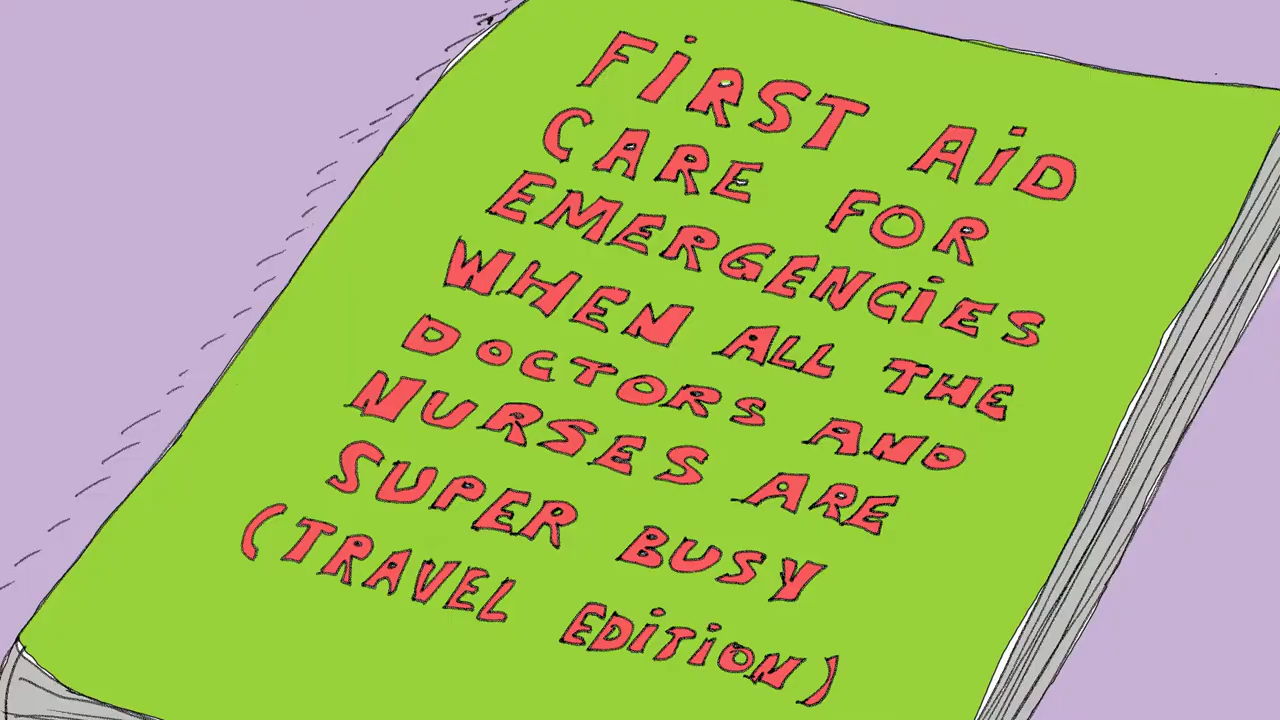 FiRST AiD
CARE FOR
EMERGENCiES
WHEN ALL THE
DOCTORS AND
NURSES ARE
SUPER BUSY
(TRAVEL EDiTiON)